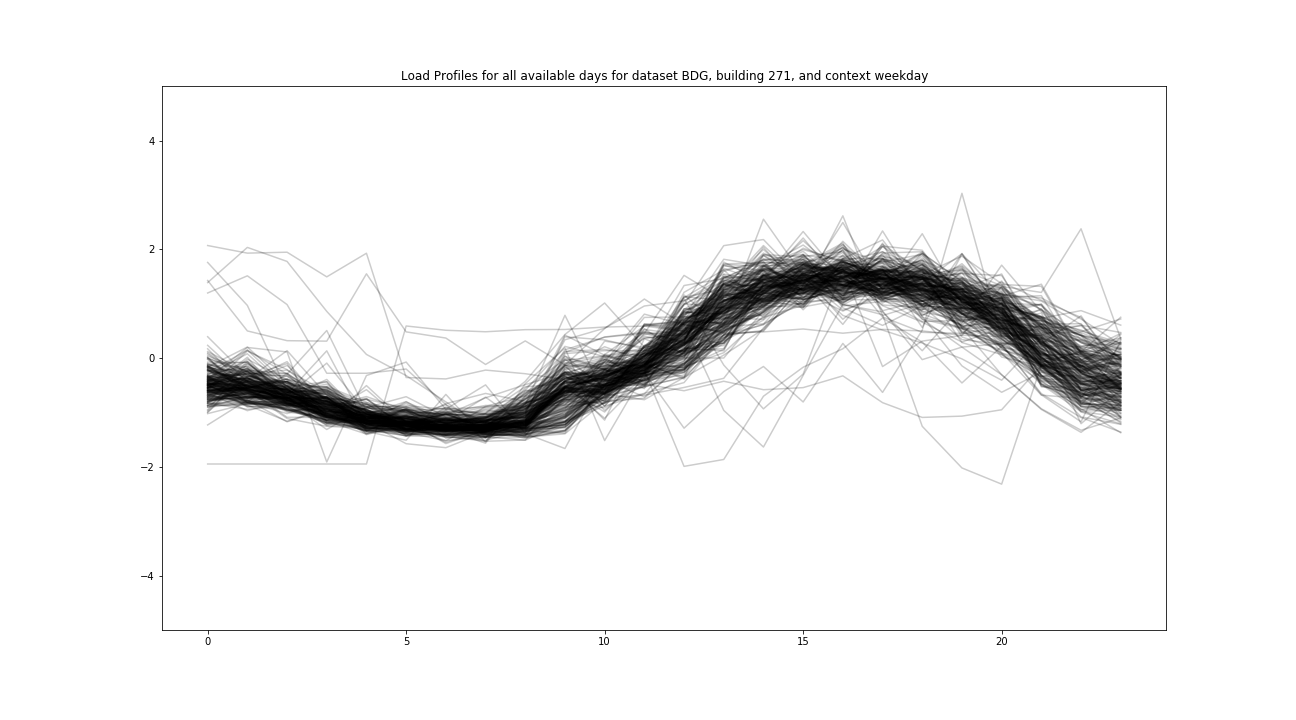 Load Profiles for all available days for dataset BDG, building 271, and context weekday
4
2
0
−2
−4
0 5 10 15 20